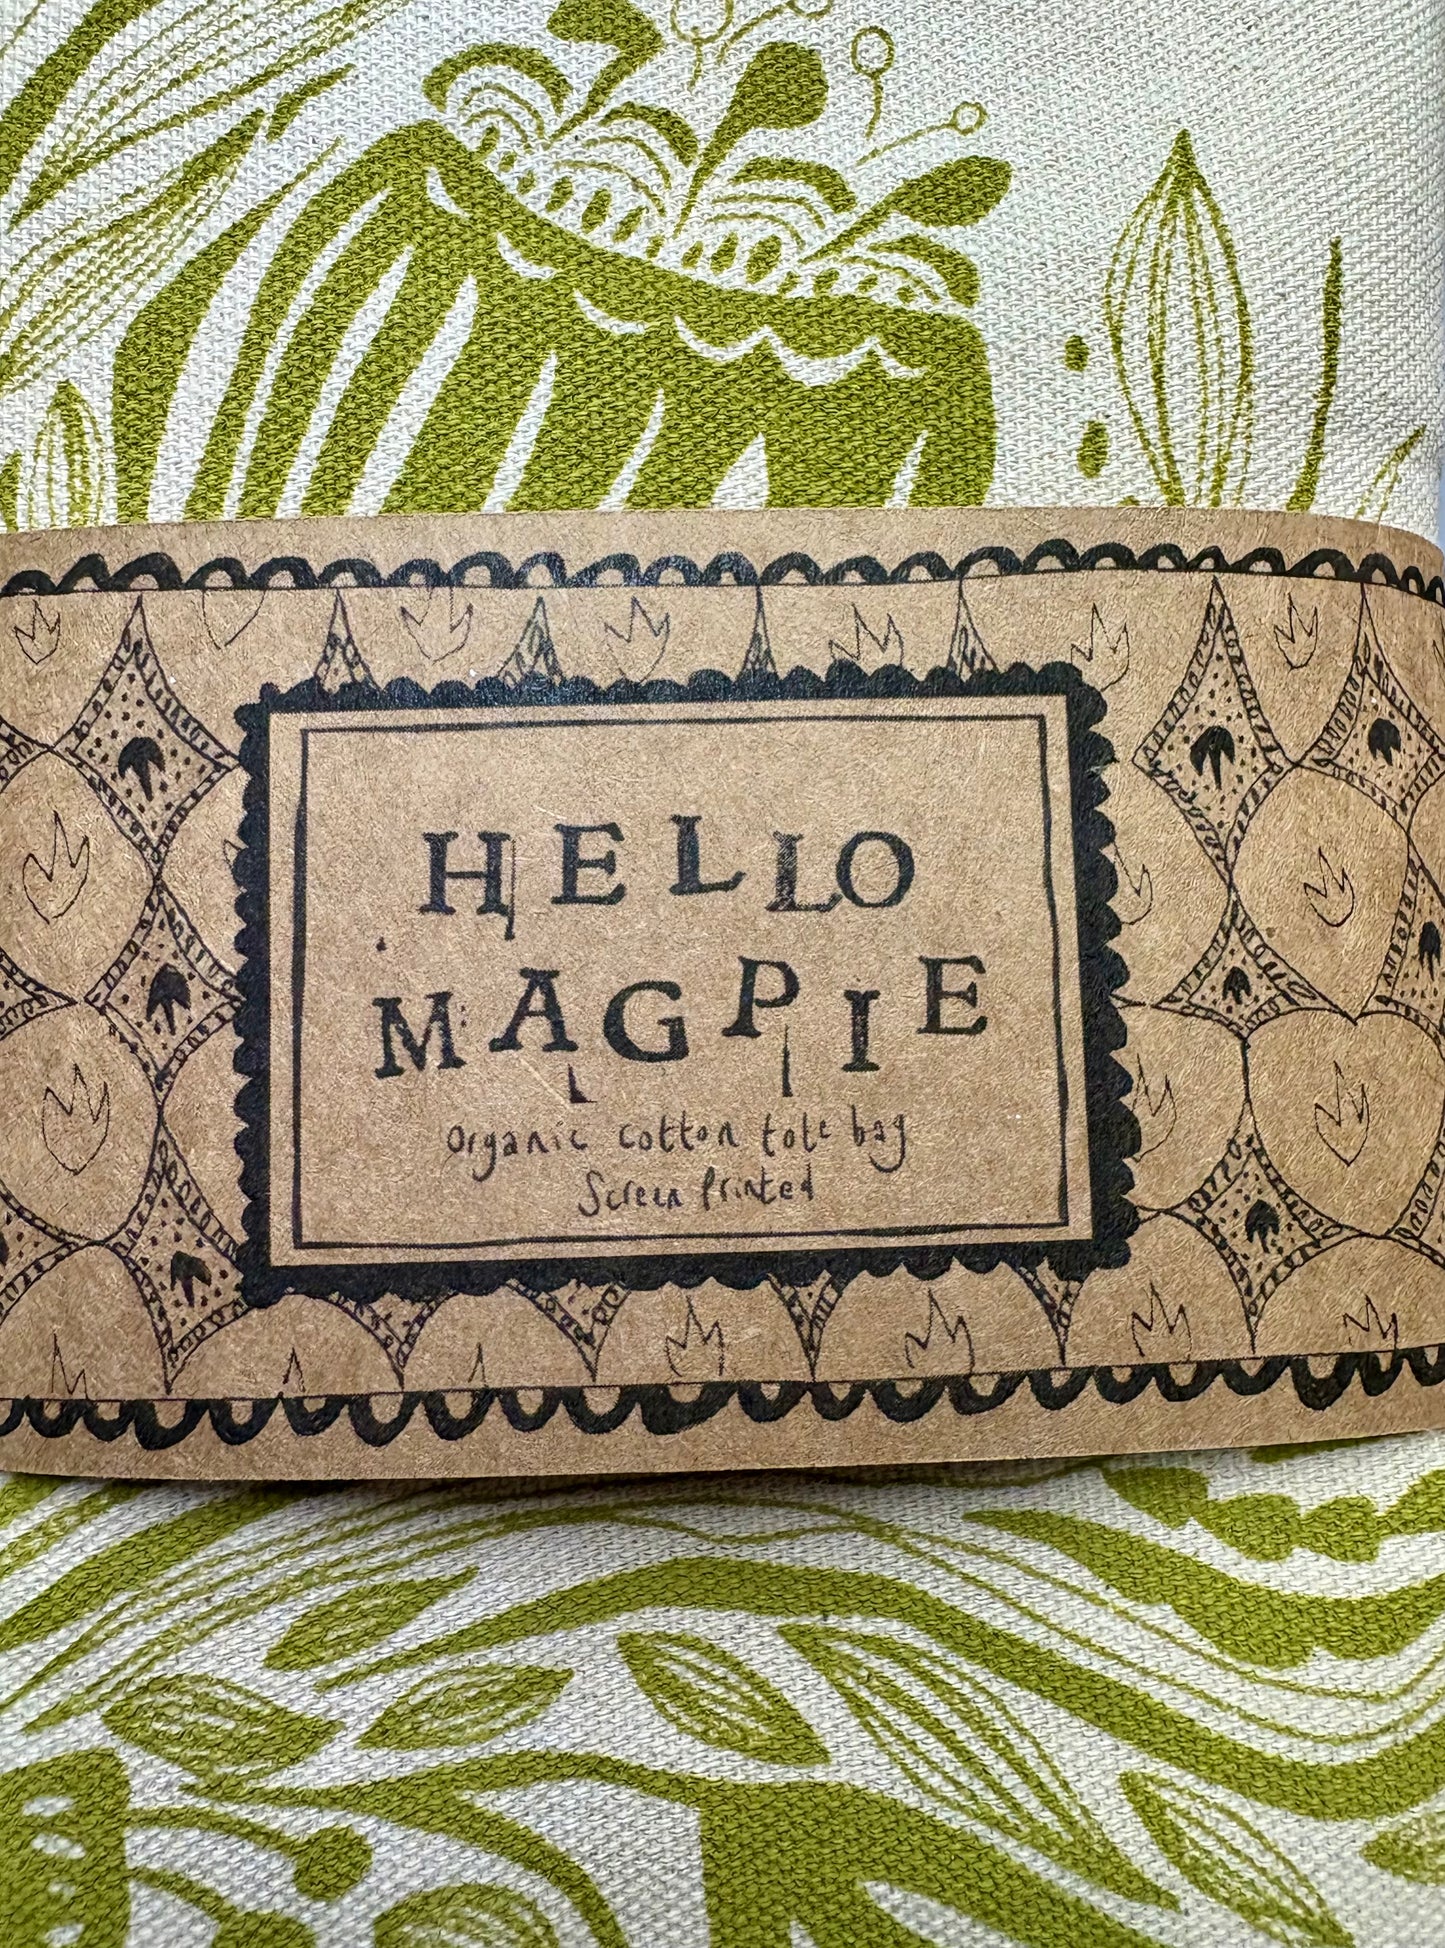 HELLO
MAGPIE
organic cotton tote bag
Screen Printed